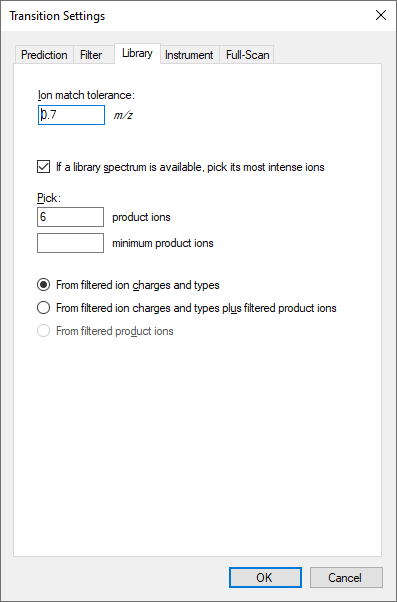 Transition Settings
Prediction Filter Library Instrument Full-Scan
Ion match tolerance:
0.7 m/z
If a library spectrum is available, pick its most intense ions
Pick:
6 product ions
minimum product ions
From filtered ion charges and types
From filtered ion charges and types plus filtered product ions
From filtered product ions
OK Cancel